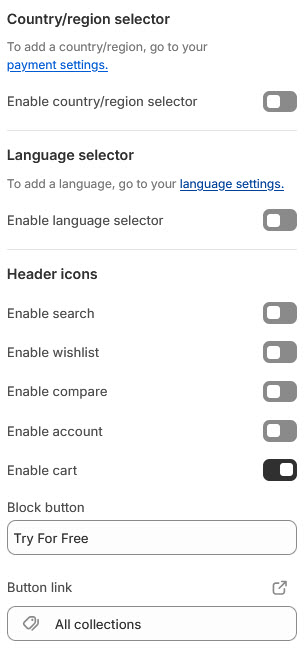 Country/region selector
To add a country/region, go to your
payment settings.
Enable country/region selector
Language selector
To add a language, go to your language settings.
Enable language selector
Header icons
Enable search
Enable wishlist
Enable compare
Enable account
Enable cart
Block button
Try For Free
Button link
All collections